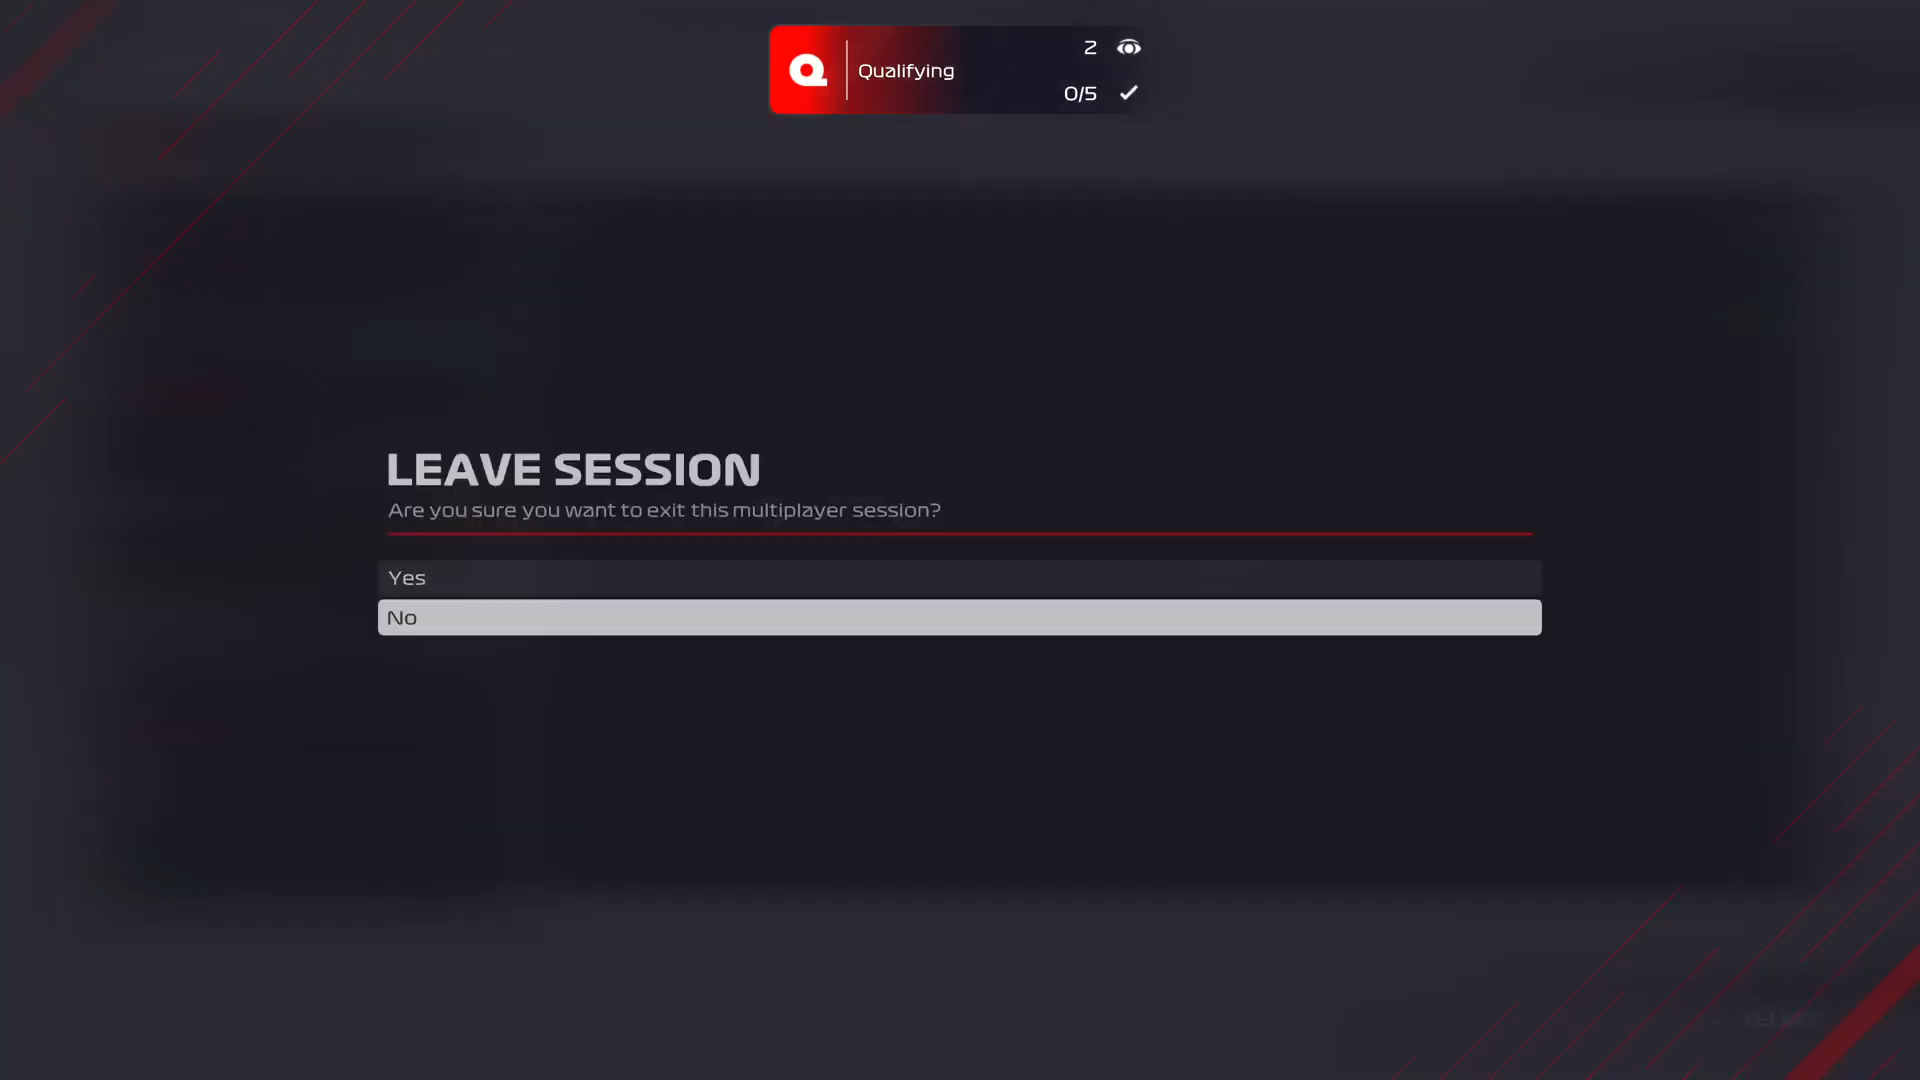 Q
Qualifying
2
0/5
LEAVE SESSION
Are you sure you want to exit this multiplayer session?
Yes
No